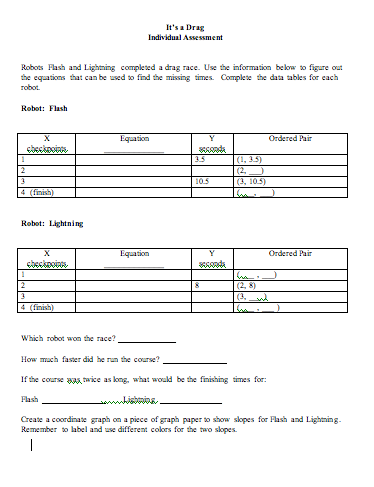 It's a Drag
Individual Assessment
Robots Flash and Lightning completed a drag race. Use the information below to figure out
the equations that can be used to find the missing times. Complete the data tables for each
robot.
Robot: Flash
X Equation Y Ordered Pair
checkpoints ____________ seconds
1 3.5 (1, 3.5)
2 (2, ___)
3 10.5 (3, 10.5)
4 (finish) (___, ___)
Robot: Lightning
X Equation Y Ordered Pair
checkpoints ____________ seconds
1 (___, ___)
2 8 (2, 8)
3 (3, ___)
4 (finish) (___, ___)
Which robot won the race? ____________
How much faster did he run the course? ____________
If the course was twice as long, what would be the finishing times for:
Flash ____________ Lightning ____________
Create a coordinate graph on a piece of graph paper to show slopes for Flash and Lightning.
Remember to label and use different colors for the two slopes.